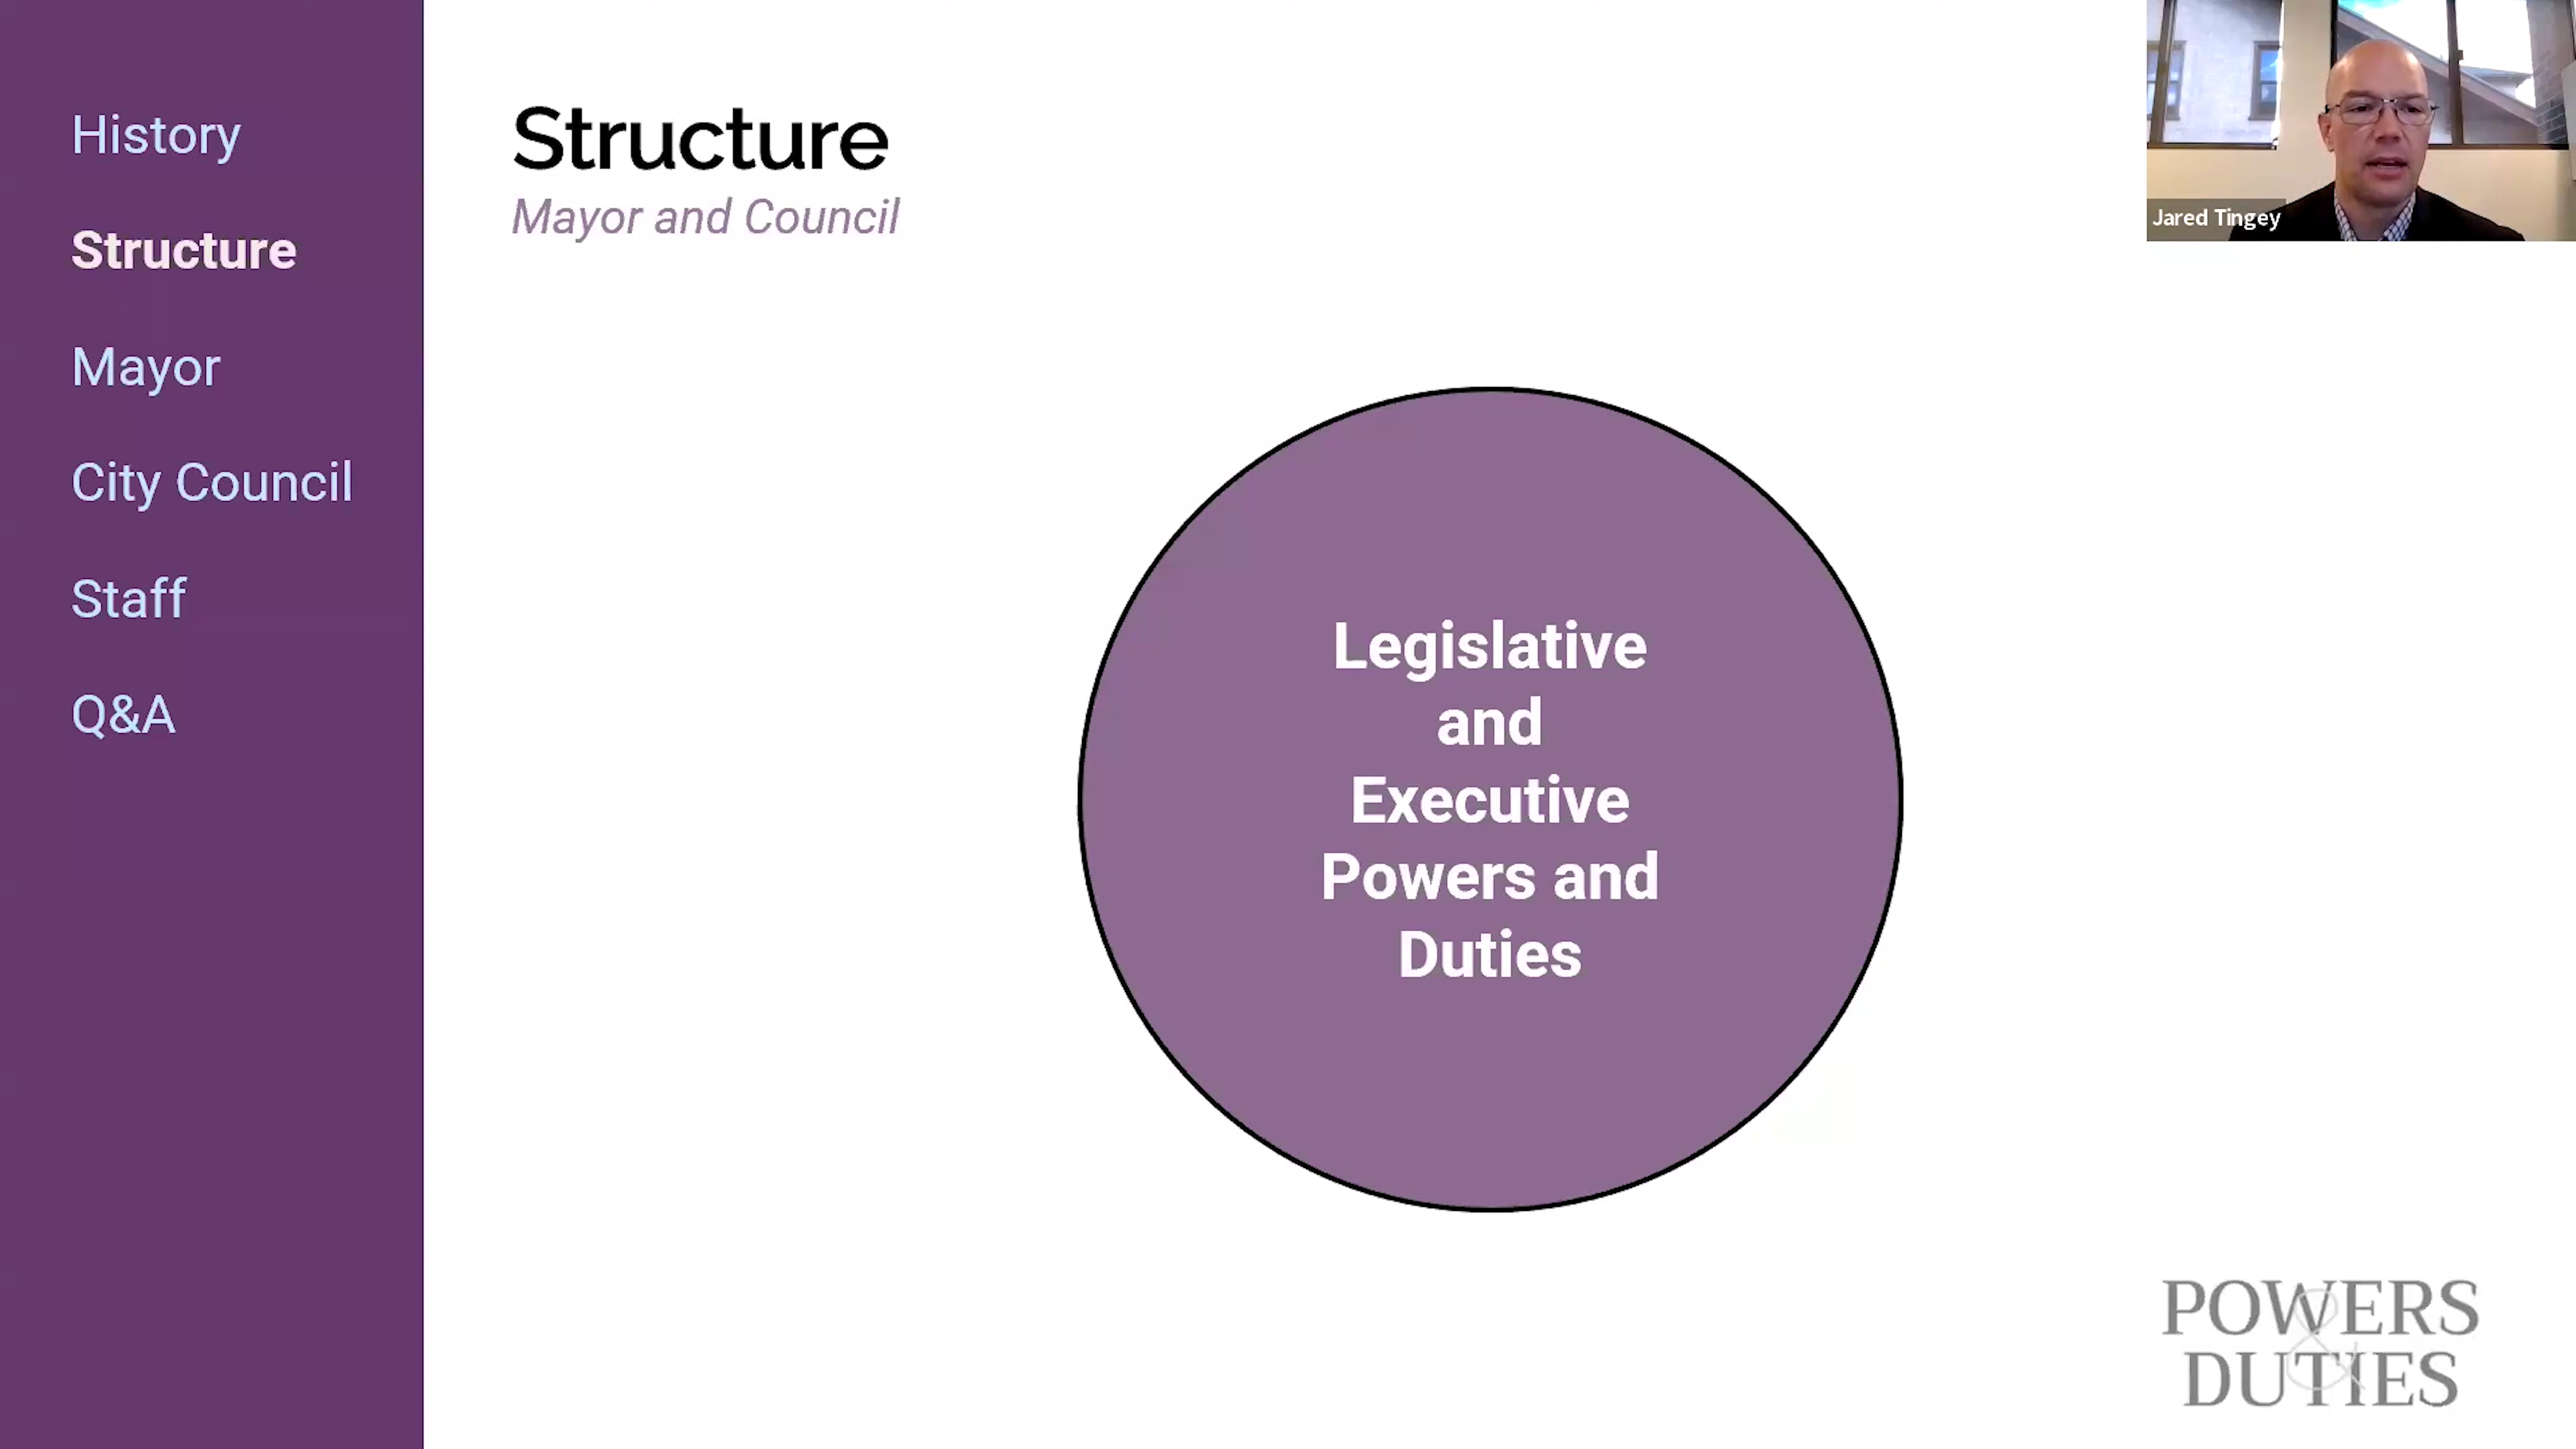 History
Structure
Mayor
City Council
Staff
Q&A
Structure
Mayor and Council
Legislative
and
Executive
Powers and
Duties
Jared Tingey
POWERS
&
DUTIES